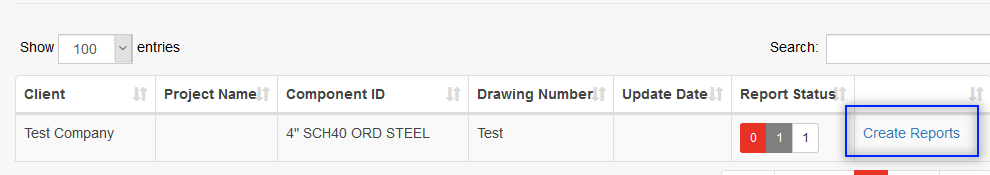 Show 100 entries Search:
Client Project Name Component ID Drawing Number Update Date Report Status
Test Company 4" SCH40 ORD STEEL Test 0 1 1 Create Reports